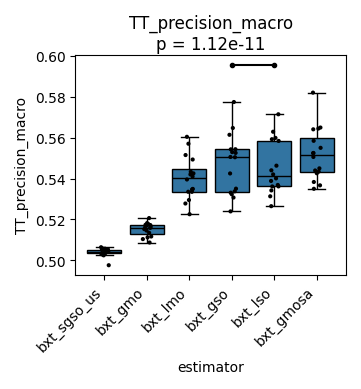 TT_precision_macro
p = 1.12e-11
TT_precision_macro
0.60
0.58
0.56
0.54
0.52
0.50
bxt_sgso_us
bxt_gmo
bxt_lmo
bxt_gso
bxt_lso
bxt_gmosa
estimator